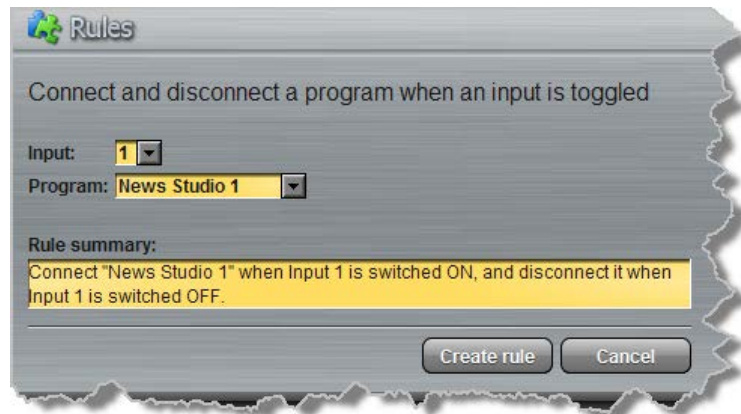 Rules
Connect and disconnect a program when an input is toggled
Input: 1
Program: News Studio 1
Rule summary:
Connect "News Studio 1" when Input 1 is switched ON, and disconnect it when
Input 1 is switched OFF.
Create rule Cancel